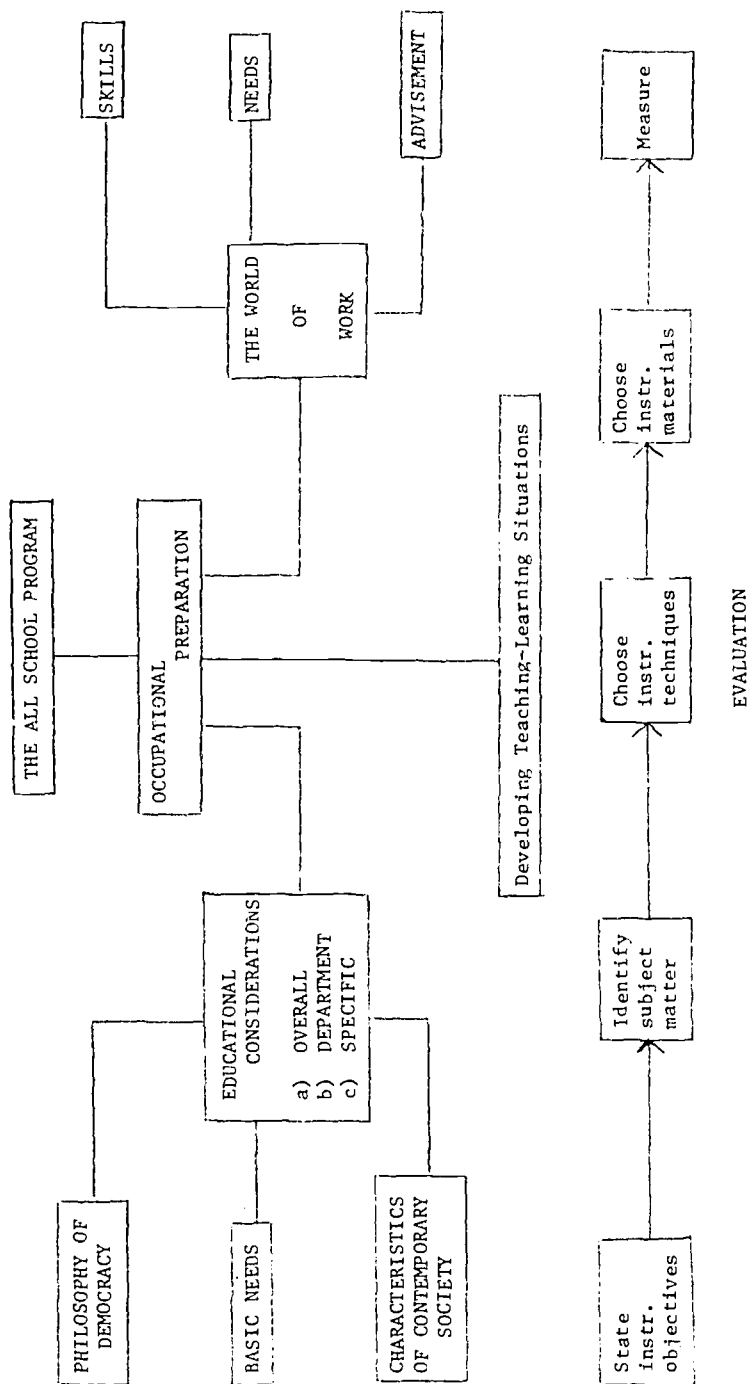 THE ALL SCHOOL PROGRAM
OCCUPATIONAL
PREPARATION
PHILOSOPHY OF
DEMOCRACY
BASIC NEEDS
CHARACTERISTICS
OF CONTEMPORARY
SOCIETY
EDUCATIONAL
CONSIDERATIONS
a) OVERALL
b) DEPARTMENT
c) SPECIFIC
THE WORLD
OF
WORK
SKILLS
NEEDS
ADVISEMENT
Developing Teaching-Learning Situations
State
instr.
objectives
Identify
subject
matter
Choose
instr.
techniques
Choose
instr.
materials
Measure
EVALUATION